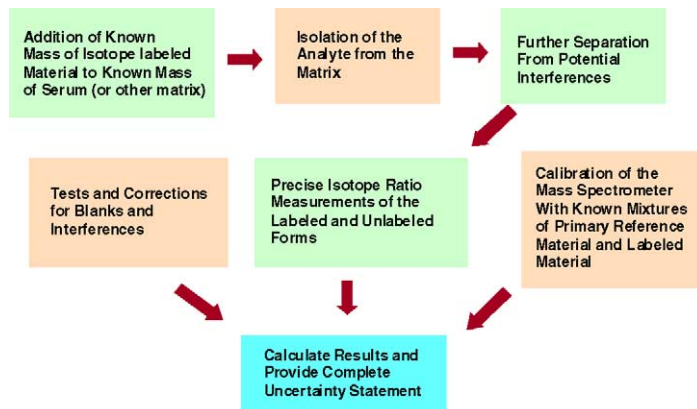 Addition of Known
Mass of Isotope labeled
Material to Known Mass
of Serum (or other matrix)
Isolation of the
Analyte from the
Matrix
Further Separation
From Potential
Interferences
Tests and Corrections
for Blanks and
Interferences
Precise Isotope Ratio
Measurements of the
Labeled and Unlabeled
Forms
Calibration of the
Mass Spectrometer
With Known Mixtures
of Primary Reference
Material and Labeled
Material
Calculate Results and
Provide Complete
Uncertainty Statement